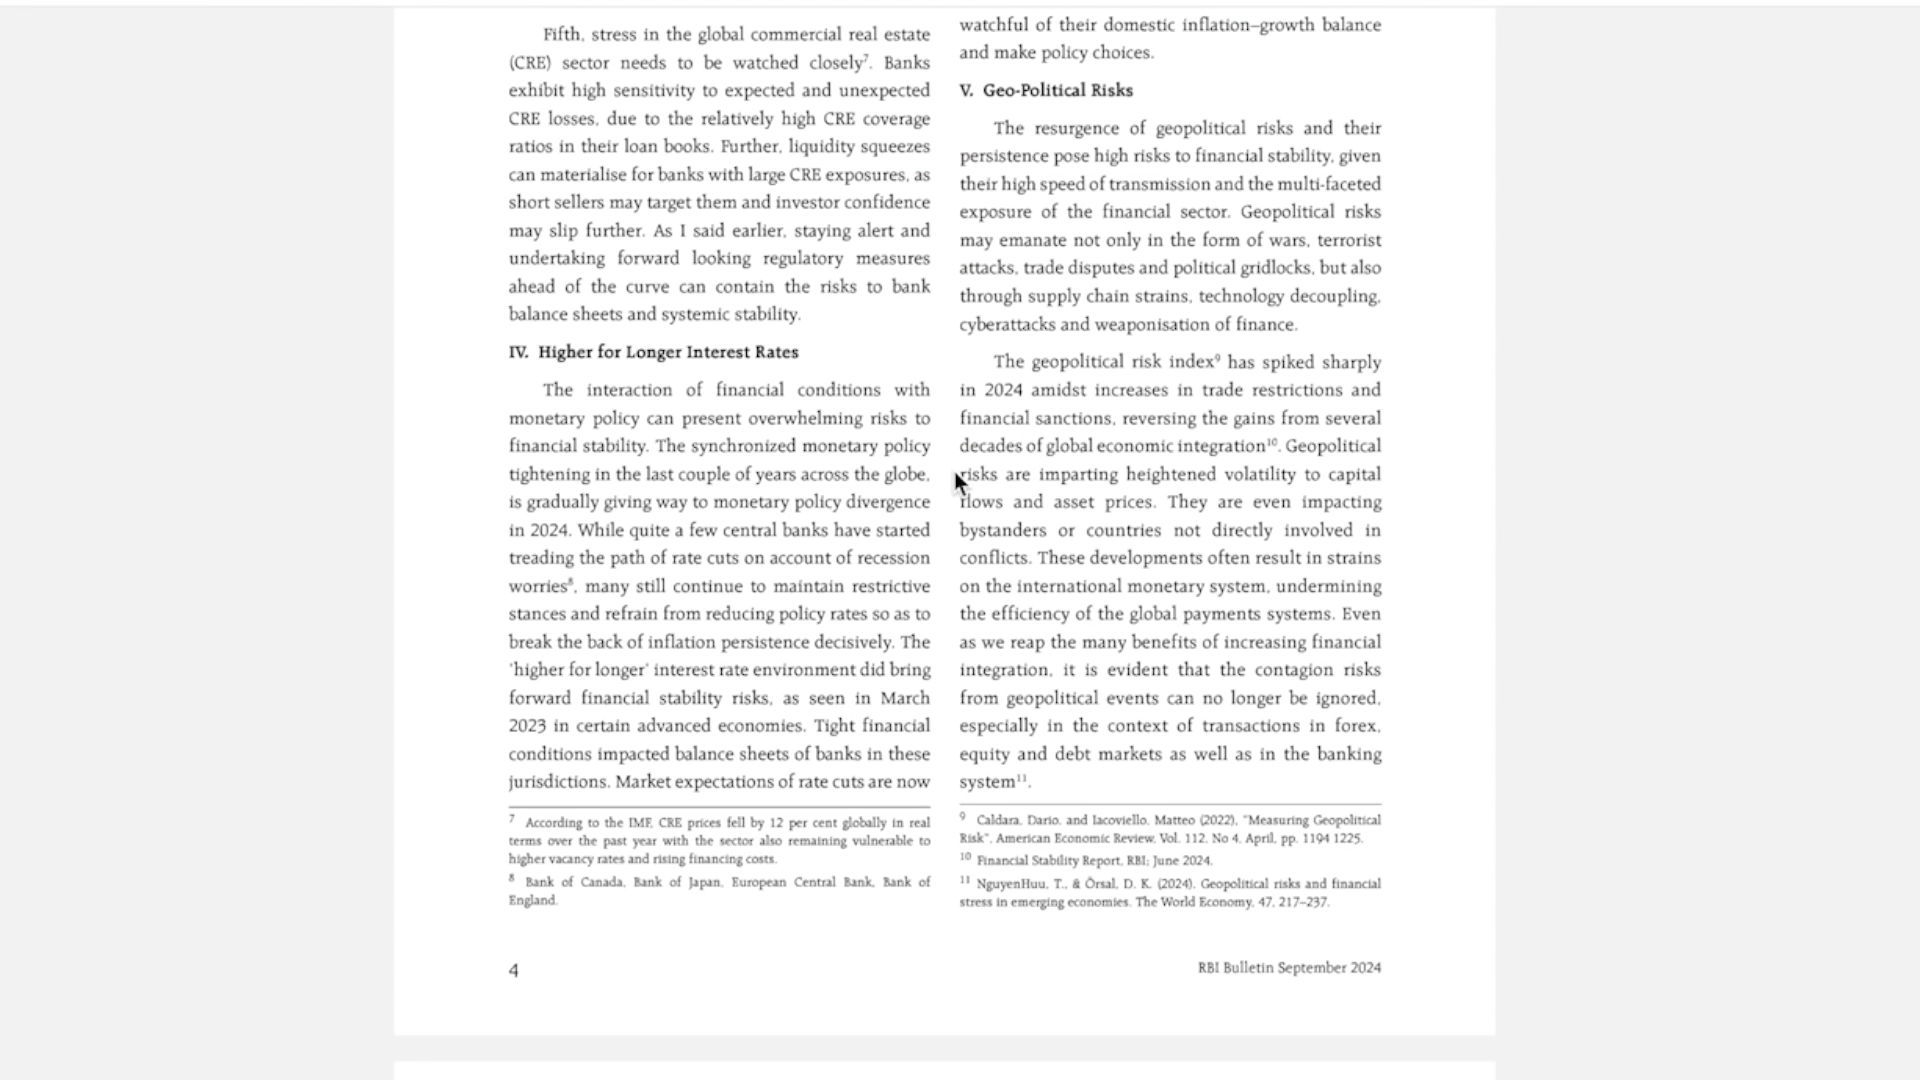 Fifth, stress in the global commercial real estate
(CRE) sector needs to be watched closely⁷. Banks
exhibit high sensitivity to expected and unexpected
CRE losses, due to the relatively high CRE coverage
ratios in their loan books. Further, liquidity squeezes
can materialise for banks with large CRE exposures, as
short sellers may target them and investor confidence
may slip further. As I said earlier, staying alert and
undertaking forward looking regulatory measures
ahead of the curve can contain the risks to bank
balance sheets and systemic stability.
IV. Higher for Longer Interest Rates
The interaction of financial conditions with
monetary policy can present overwhelming risks to
financial stability. The synchronized monetary policy
tightening in the last couple of years across the globe,
is gradually giving way to monetary policy divergence
in 2024. While quite a few central banks have started
treading the path of rate cuts on account of recession
worries⁸, many still continue to maintain restrictive
stances and refrain from reducing policy rates so as to
break the back of inflation persistence decisively. The
'higher for longer' interest rate environment did bring
forward financial stability risks, as seen in March
2023 in certain advanced economies. Tight financial
conditions impacted balance sheets of banks in these
jurisdictions. Market expectations of rate cuts are now
⁷ According to the IMF, CRE prices fell by 12 per cent globally in real
terms over the past year with the sector also remaining vulnerable to
higher vacancy rates and rising financing costs.
⁸ Bank of Canada, Bank of Japan, European Central Bank, Bank of
England.
watchful of their domestic inflation–growth balance
and make policy choices.
V. Geo-Political Risks
The resurgence of geopolitical risks and their
persistence pose high risks to financial stability, given
their high speed of transmission and the multi-faceted
exposure of the financial sector. Geopolitical risks
may emanate not only in the form of wars, terrorist
attacks, trade disputes and political gridlocks, but also
through supply chain strains, technology decoupling,
cyberattacks and weaponisation of finance.
The geopolitical risk index⁹ has spiked sharply
in 2024 amidst increases in trade restrictions and
financial sanctions, reversing the gains from several
decades of global economic integration¹⁰. Geopolitical
risks are imparting heightened volatility to capital
flows and asset prices. They are even impacting
bystanders or countries not directly involved in
conflicts. These developments often result in strains
on the international monetary system, undermining
the efficiency of the global payments systems. Even
as we reap the many benefits of increasing financial
integration, it is evident that the contagion risks
from geopolitical events can no longer be ignored,
especially in the context of transactions in forex,
equity and debt markets as well as in the banking
system¹¹.
⁹ Caldara, Dario, and Iacoviello, Matteo (2022), "Measuring Geopolitical
Risk", American Economic Review, Vol. 112, No 4, April, pp. 1194 1225.
¹⁰ Financial Stability Report, RBI; June 2024.
¹¹ NguyenHuu, T., & Örsal, D. K. (2024). Geopolitical risks and financial
stress in emerging economies. The World Economy, 47, 217–237.
4
RBI Bulletin September 2024